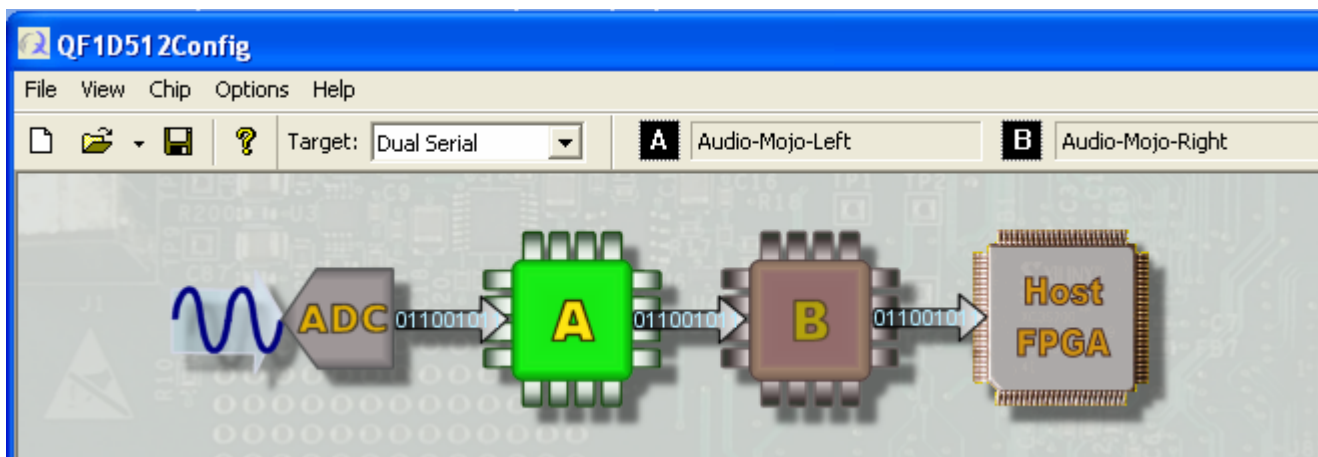 QF1D512Config
File View Chip Options Help
Target: Dual Serial A Audio-Mojo-Left B Audio-Mojo-Right
ADC 01100101 A 01100101 B 01100101 Host
FPGA